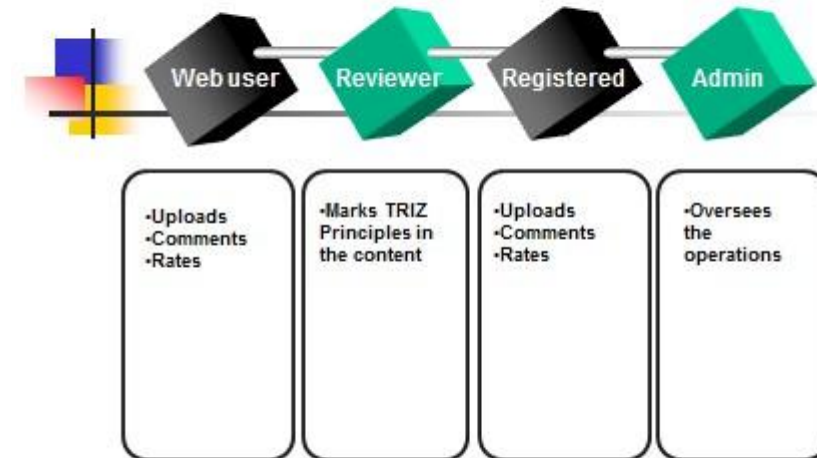 Web user
Reviewer
Registered
Admin
•Uploads
•Comments
•Rates
•Marks TRIZ
Principles in
the content
•Uploads
•Comments
•Rates
•Oversees
the
operations